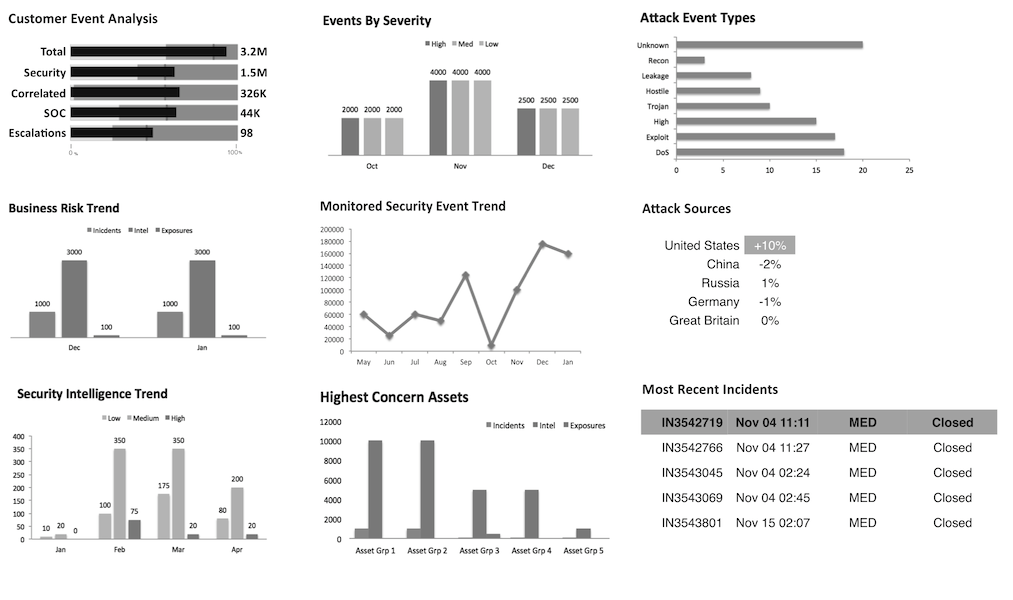 Customer Event Analysis
Total 3.2M
Security 1.5M
Correlated 326K
SOC 44K
Escalations 98
0% 100%
Events By Severity
High Med Low
2000 2000 2000 4000 4000 4000 2500 2500 2500
Oct Nov Dec
Attack Event Types
Unknown
Recon
Leakage
Hostile
Trojan
High
Exploit
DoS
0 5 10 15 20 25
Business Risk Trend
Inicdents Intel Exposures
1000 3000 100 1000 3000 100
Dec Jan
Monitored Security Event Trend
200000
180000
160000
140000
120000
100000
80000
60000
40000
20000
0
May Jun Jul Aug Sep Oct Nov Dec Jan
Attack Sources
United States +10%
China -2%
Russia 1%
Germany -1%
Great Britain 0%
Security Intelligence Trend
Low Medium High
400
350
300
250
200
150
100
50
0
10 20 0 100 350 75 175 350 20 80 200 20
Jan Feb Mar Apr
Highest Concern Assets
Incidents Intel Exposures
12000
10000
8000
6000
4000
2000
0
Asset Grp 1 Asset Grp 2 Asset Grp 3 Asset Grp 4 Asset Grp 5
Most Recent Incidents
IN3542719 Nov 04 11:11 MED Closed
IN3542766 Nov 04 11:27 MED Closed
IN3543045 Nov 04 02:24 MED Closed
IN3543069 Nov 04 02:45 MED Closed
IN3543801 Nov 15 02:07 MED Closed